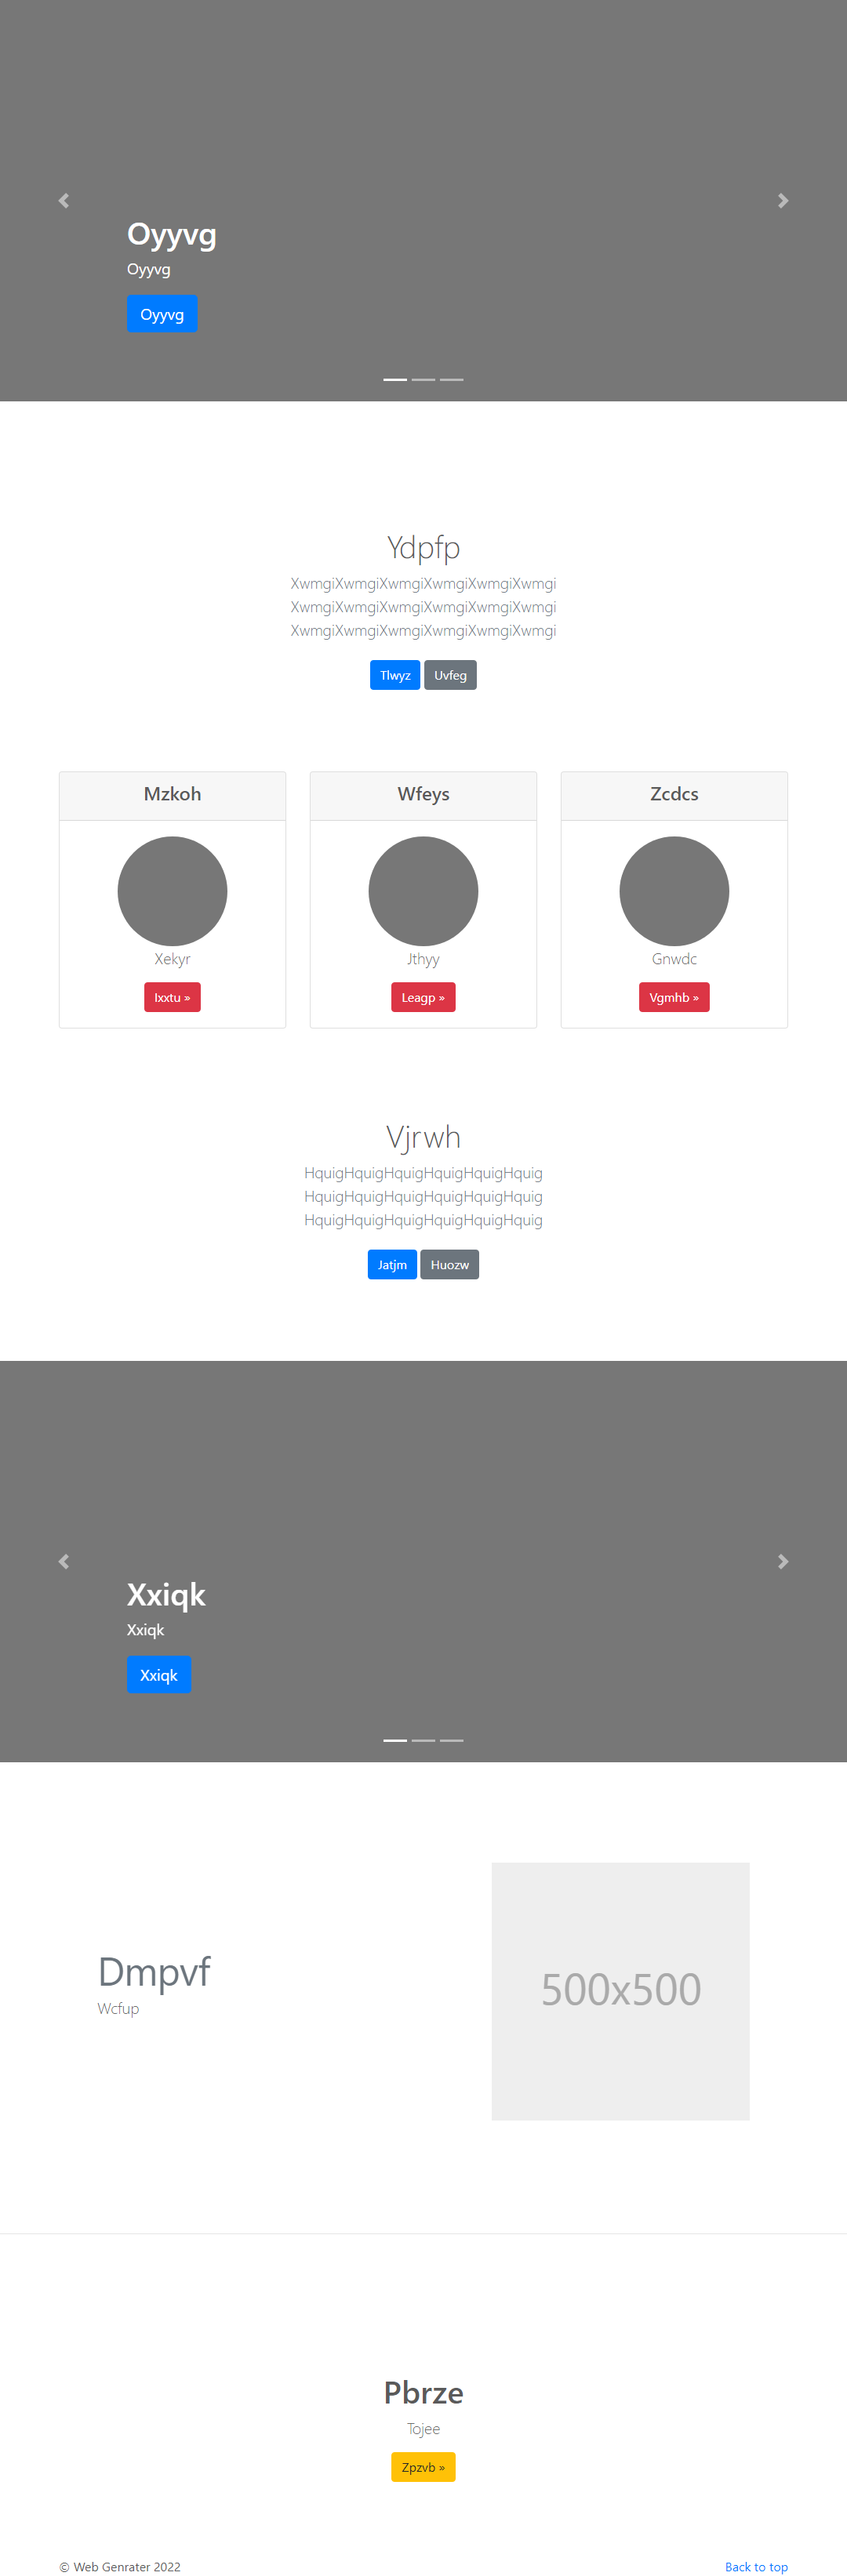 Oyyvg
Oyyvg
Oyyvg
Ydpfp
XwmgiXwmgiXwmgiXwmgiXwmgiXwmgi
XwmgiXwmgiXwmgiXwmgiXwmgiXwmgi
XwmgiXwmgiXwmgiXwmgiXwmgiXwmgi
Tlwyz Uvfeg
Mzkoh
Xekyr
Ixxtu »
Wfeys
Jthyy
Leagp »
Zcdcs
Gnwdc
Vgmhb »
Vjrwh
HquigHquigHquigHquigHquigHquig
HquigHquigHquigHquigHquigHquig
HquigHquigHquigHquigHquigHquig
Jatjm Huozw
Xxiqk
Xxiqk
Xxiqk
Dmpvf
Wcfup
500x500
Pbrze
Tojee
Zpzvb »
© Web Genrater 2022
Back to top